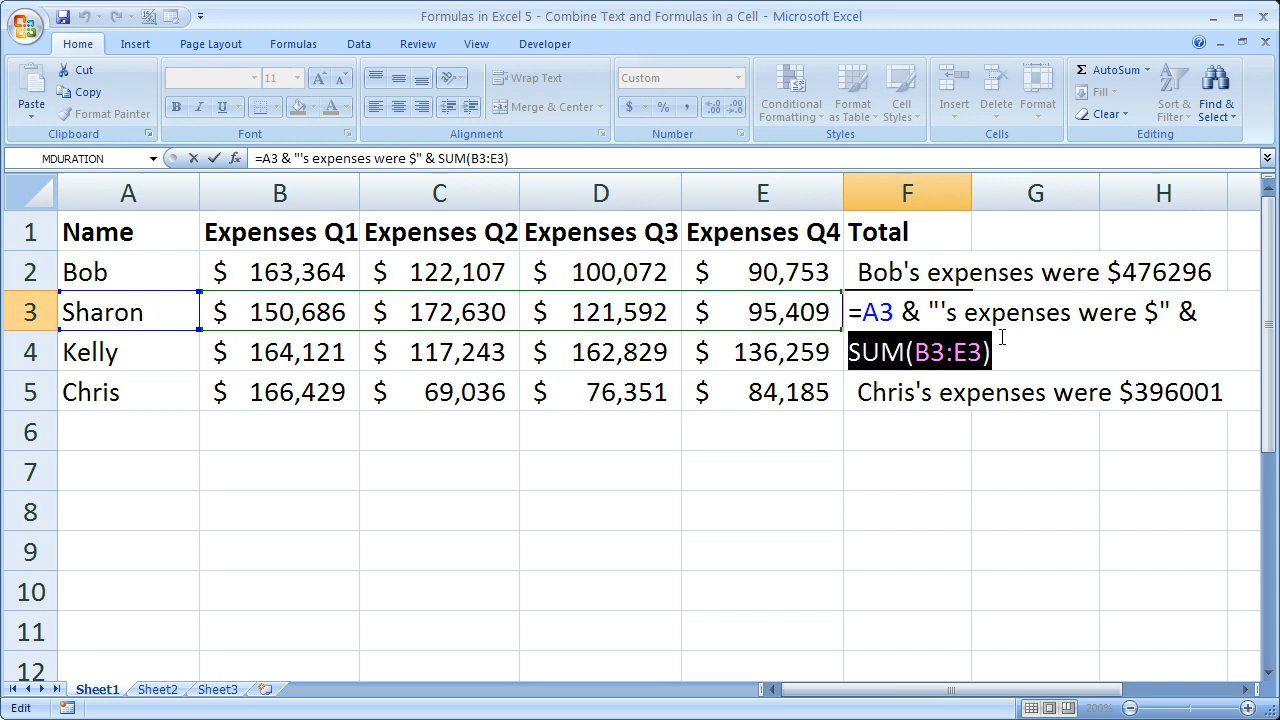 Formulas in Excel 5 - Combine Text and Formulas in a Cell - Microsoft Excel
Home Insert Page Layout Formulas Data Review View Developer
Paste Cut Copy Format Painter Clipboard
11 A A B I U A Font
Wrap Text Merge & Center Alignment
Custom $ % , .00 Number
Conditional Formatting Format as Table Cell Styles Styles
Insert Delete Format Cells
Σ AutoSum Fill Clear Sort & Filter Find & Select Editing
MDURATION fx =A3 & "'s expenses were $" & SUM(B3:E3)
A B C D E F G H
1 Name Expenses Q1 Expenses Q2 Expenses Q3 Expenses Q4 Total
2 Bob $ 163,364 $ 122,107 $ 100,072 $ 90,753 Bob's expenses were $476296
3 Sharon $ 150,686 $ 172,630 $ 121,592 $ 95,409 =A3 & "'s expenses were $" &
4 Kelly $ 164,121 $ 117,243 $ 162,829 $ 136,259 SUM(B3:E3)
5 Chris $ 166,429 $ 69,036 $ 76,351 $ 84,185 Chris's expenses were $396001
6
7
8
9
10
11
12
Sheet1 Sheet2 Sheet3
Edit 200%